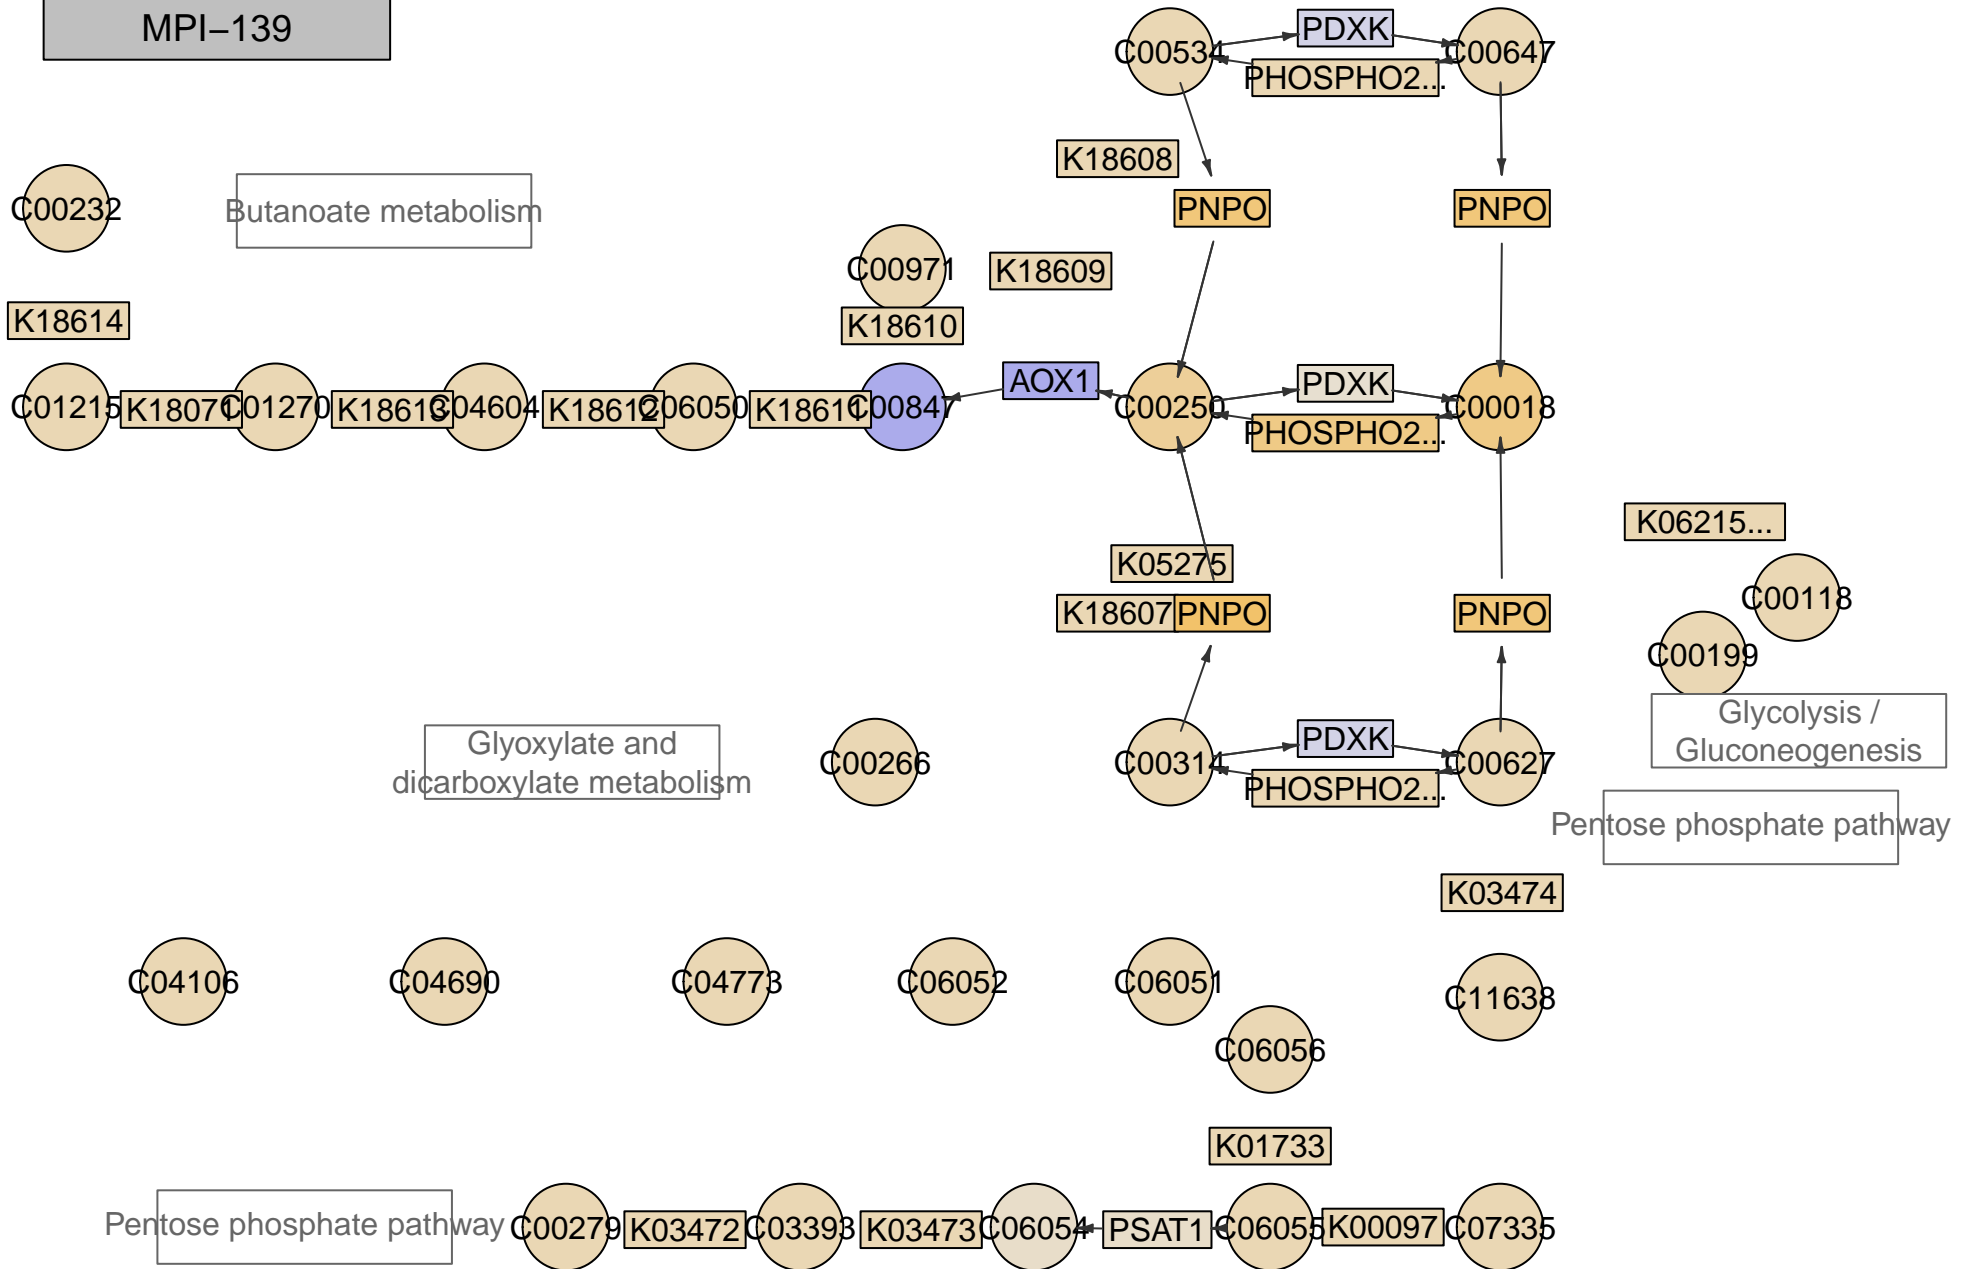 MPI−139
C00534
PDXK
C00647
PHOSPHO2...
K18608
C00232
Butanoate metabolism
PNPO
PNPO
C00971
K18609
K18614
K18610
AOX1
PDXK
C01215
K18071
C01270
K18613
C04604
K18612
C06050
K18611
C00847
C00250
C00018
PHOSPHO2...
K06215...
K05275
C00118
K18607
PNPO
PNPO
C00199
Glycolysis /
Gluconeogenesis
Glyoxylate and
dicarboxylate metabolism
C00266
C00314
PDXK
C00627
PHOSPHO2...
Pentose phosphate pathway
K03474
C04106
C04690
C04773
C06052
C06051
C11638
C06056
K01733
Pentose phosphate pathway
C00279
K03472
C03393
K03473
C06054
PSAT1
C06055
K00097
C07335